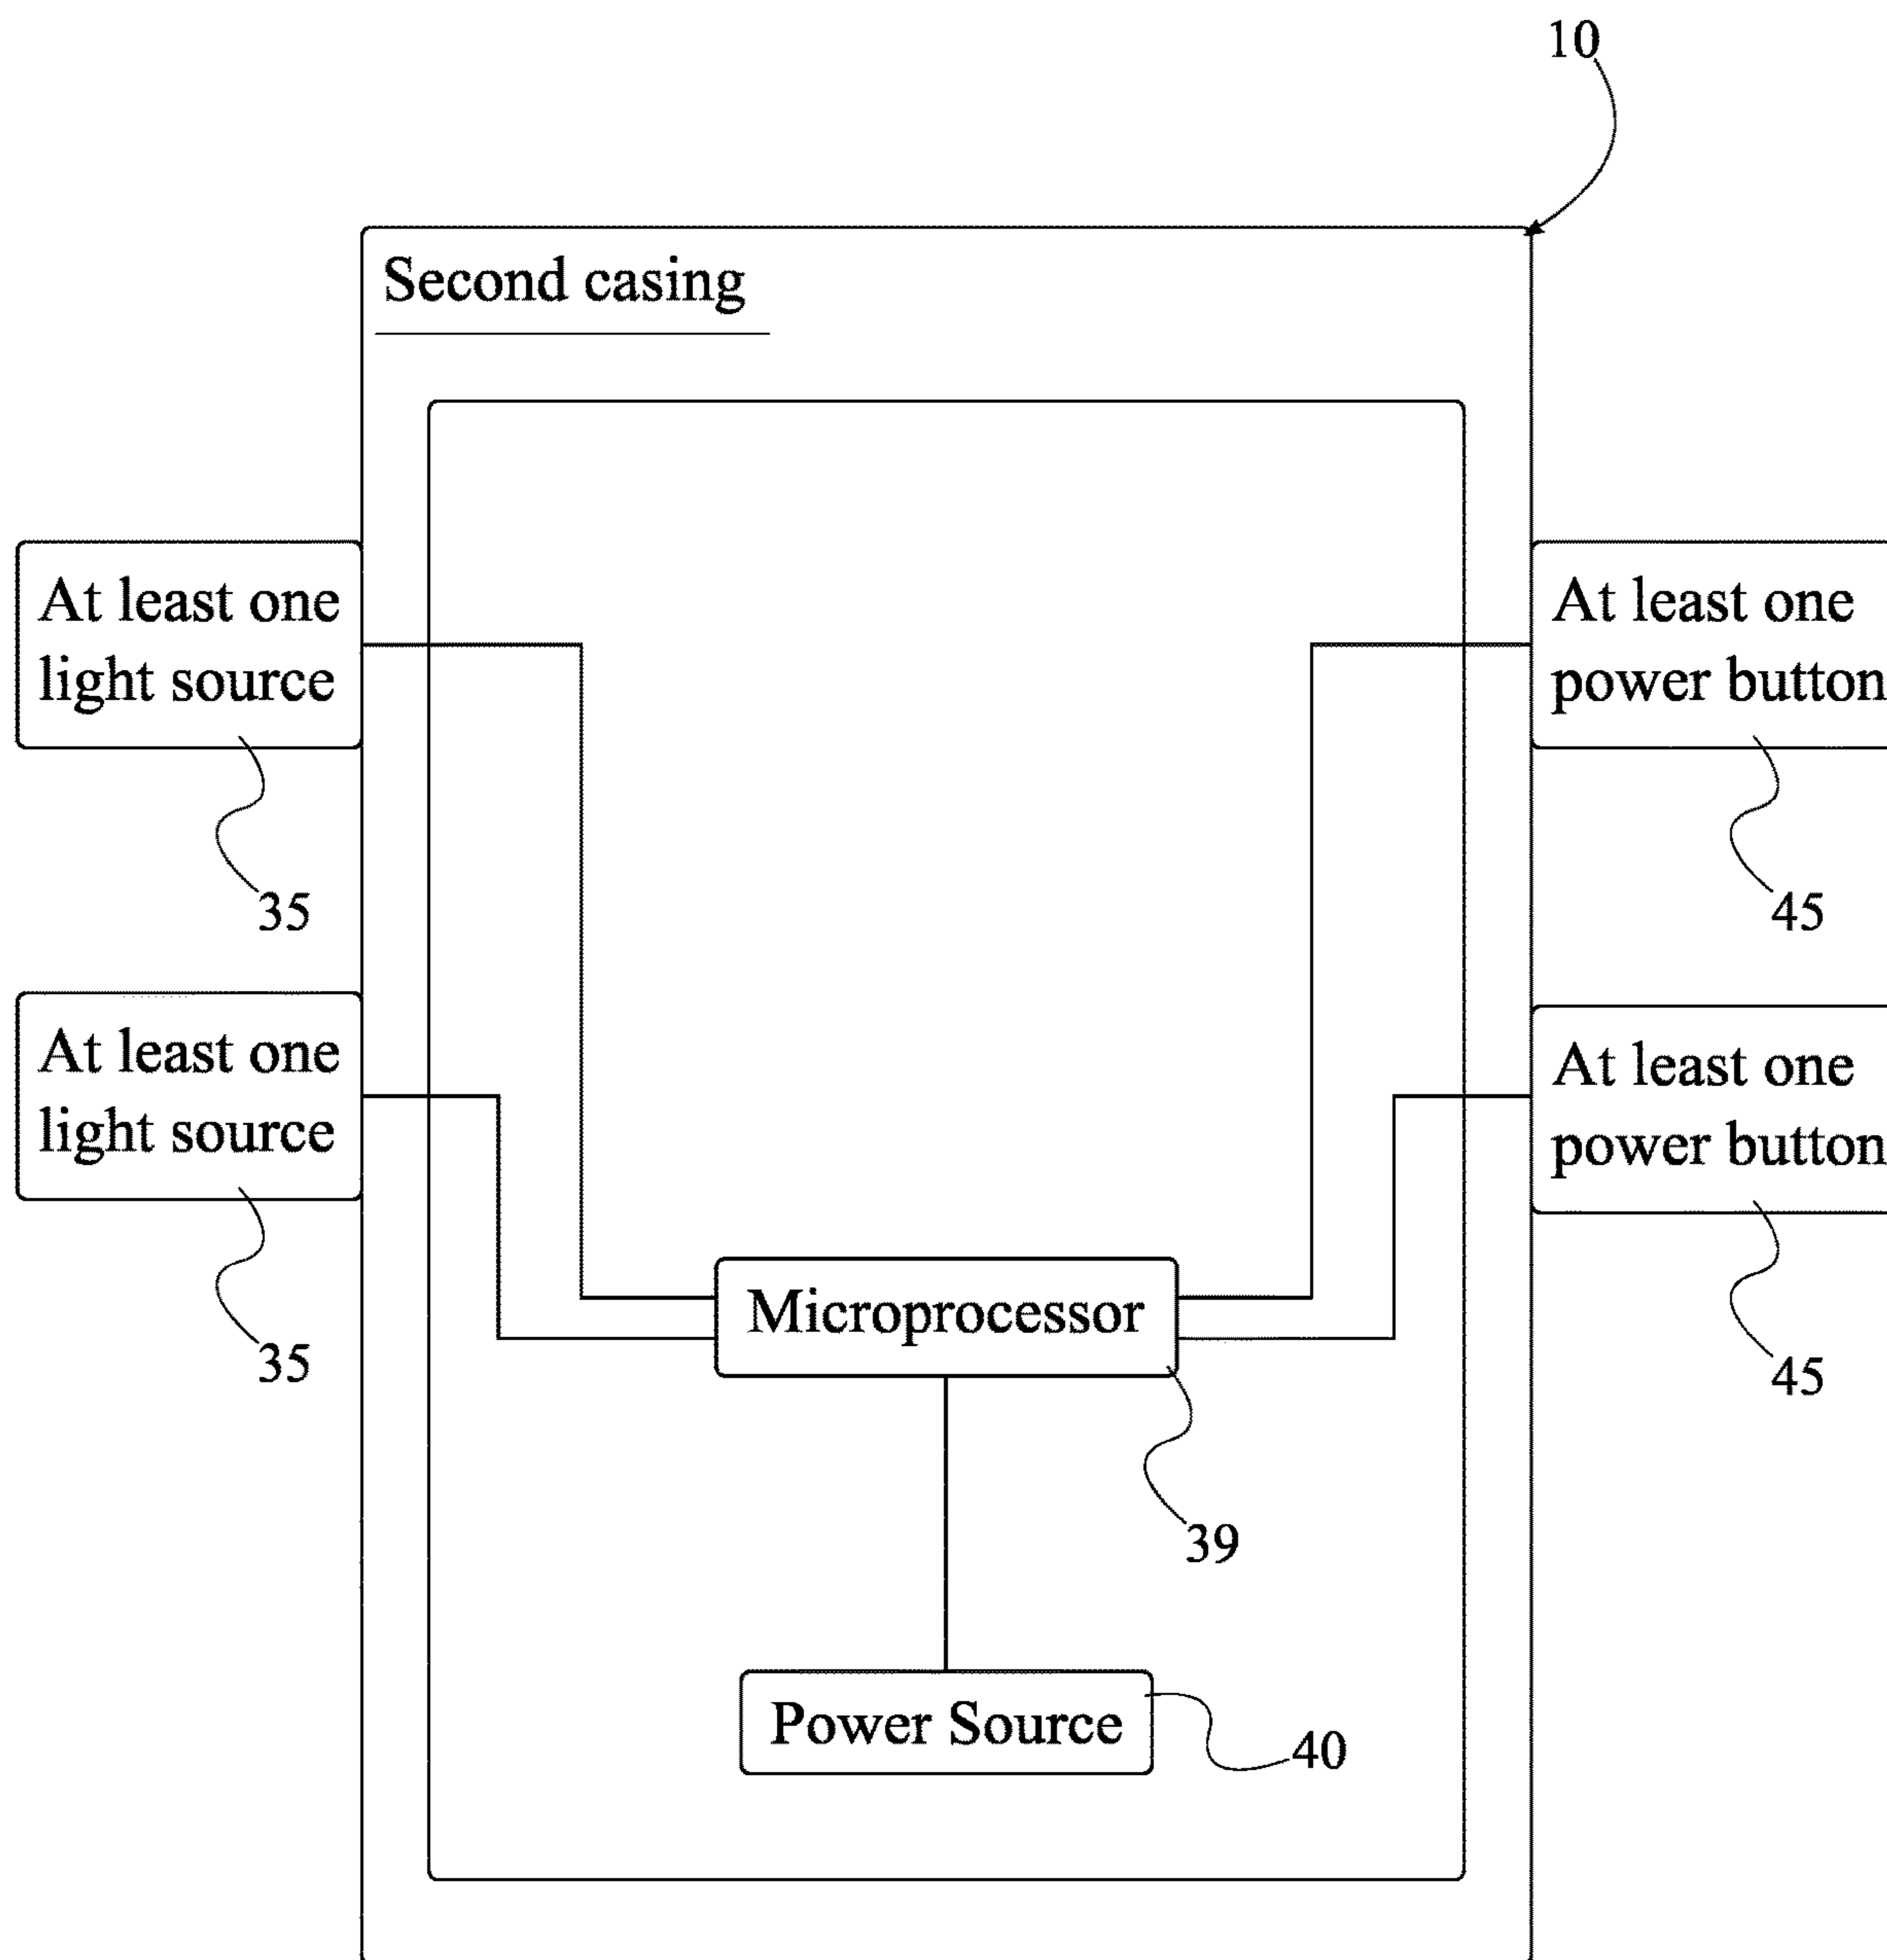 10
Second casing
At least one
light source
35
At least one
power button
45
At least one
light source
35
At least one
power button
45
Microprocessor
39
Power Source
40